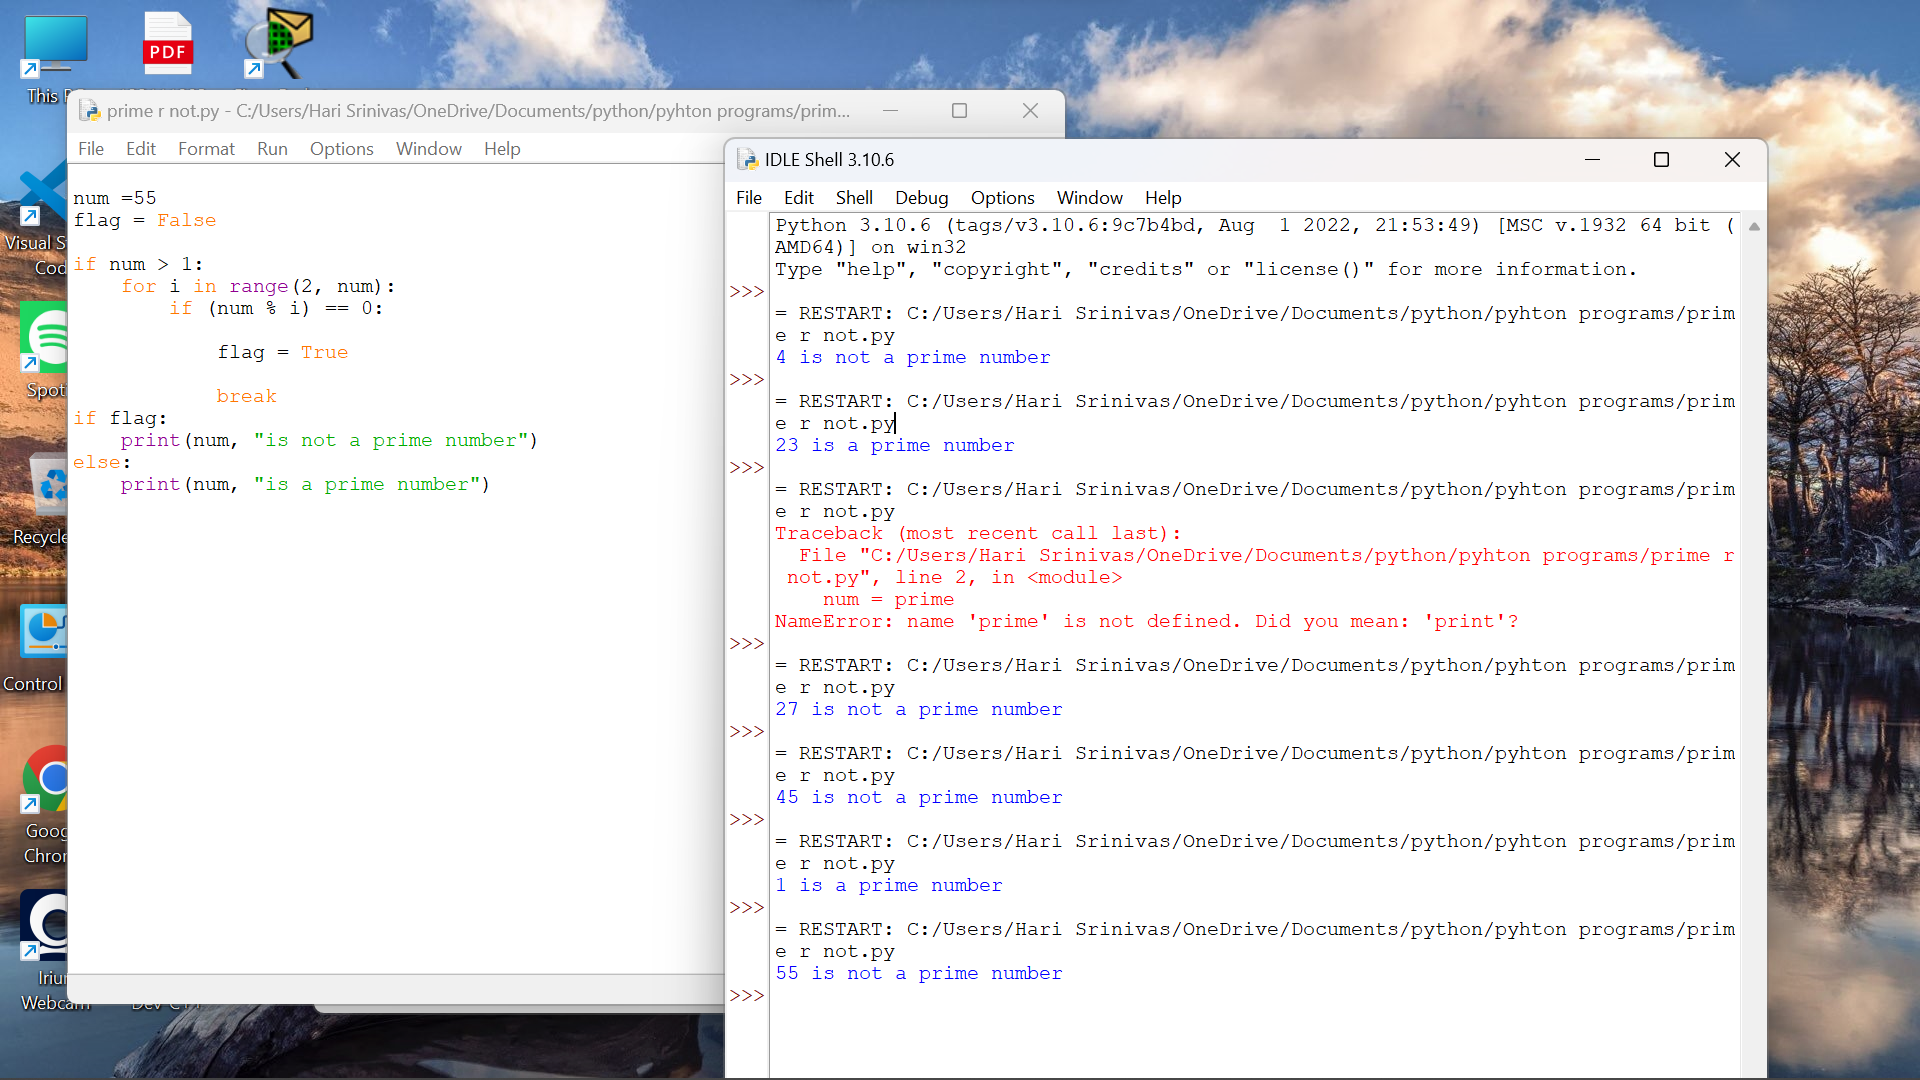 PDF
This
Visual S
Cod
Spot
Recycle
Control
Goog
Chror
Iriun
Webcam
prime r not.py - C:/Users/Hari Srinivas/OneDrive/Documents/python/pyhton programs/prim...
File Edit Format Run Options Window Help
num =55
flag = False
if num > 1:
    for i in range(2, num):
        if (num % i) == 0:
            flag = True
            break
if flag:
    print(num, "is not a prime number")
else:
    print(num, "is a prime number")
IDLE Shell 3.10.6
File Edit Shell Debug Options Window Help
Python 3.10.6 (tags/v3.10.6:9c7b4bd, Aug  1 2022, 21:53:49) [MSC v.1932 64 bit (
AMD64)] on win32
Type "help", "copyright", "credits" or "license()" for more information.
>>>
= RESTART: C:/Users/Hari Srinivas/OneDrive/Documents/python/pyhton programs/prim
e r not.py
4 is not a prime number
>>>
= RESTART: C:/Users/Hari Srinivas/OneDrive/Documents/python/pyhton programs/prim
e r not.py
23 is a prime number
>>>
= RESTART: C:/Users/Hari Srinivas/OneDrive/Documents/python/pyhton programs/prim
e r not.py
Traceback (most recent call last):
  File "C:/Users/Hari Srinivas/OneDrive/Documents/python/pyhton programs/prime r
 not.py", line 2, in <module>
    num = prime
NameError: name 'prime' is not defined. Did you mean: 'print'?
>>>
= RESTART: C:/Users/Hari Srinivas/OneDrive/Documents/python/pyhton programs/prim
e r not.py
27 is not a prime number
>>>
= RESTART: C:/Users/Hari Srinivas/OneDrive/Documents/python/pyhton programs/prim
e r not.py
45 is not a prime number
>>>
= RESTART: C:/Users/Hari Srinivas/OneDrive/Documents/python/pyhton programs/prim
e r not.py
1 is a prime number
>>>
= RESTART: C:/Users/Hari Srinivas/OneDrive/Documents/python/pyhton programs/prim
e r not.py
55 is not a prime number
>>>